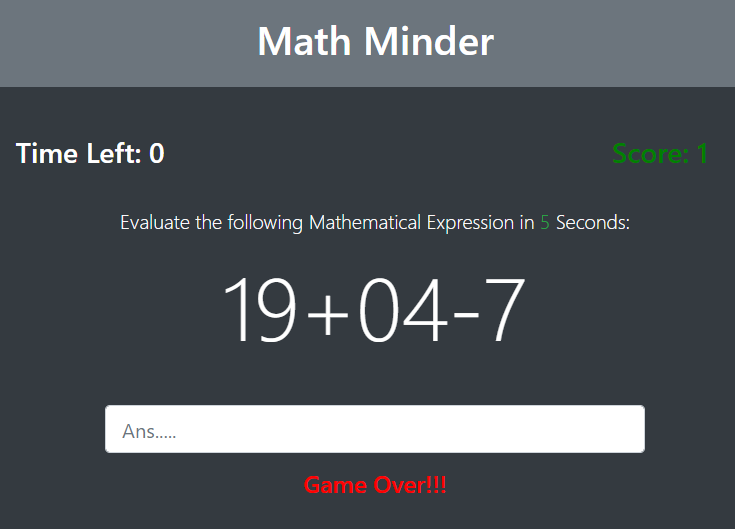 Math Minder
Time Left: 0
Score: 1
Evaluate the following Mathematical Expression in 5 Seconds:
19+04-7
Ans.....
Game Over!!!